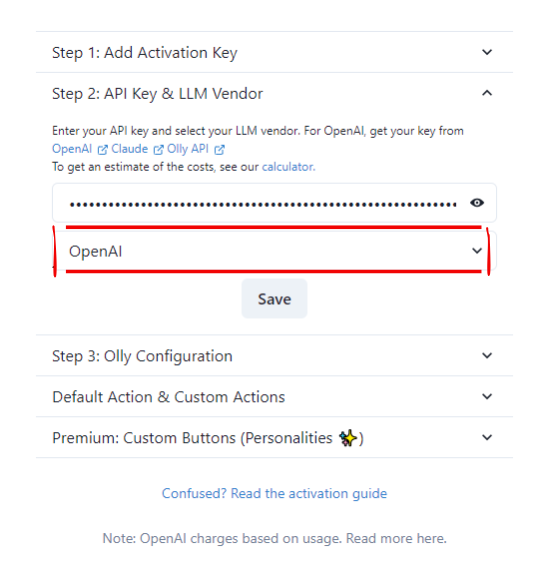 Step 1: Add Activation Key
Step 2: API Key & LLM Vendor
Enter your API key and select your LLM vendor. For OpenAI, get your key from
OpenAI Claude Olly API
To get an estimate of the costs, see our calculator.
OpenAI
Save
Step 3: Olly Configuration
Default Action & Custom Actions
Premium: Custom Buttons (Personalities ✨)
Confused? Read the activation guide
Note: OpenAI charges based on usage. Read more here.